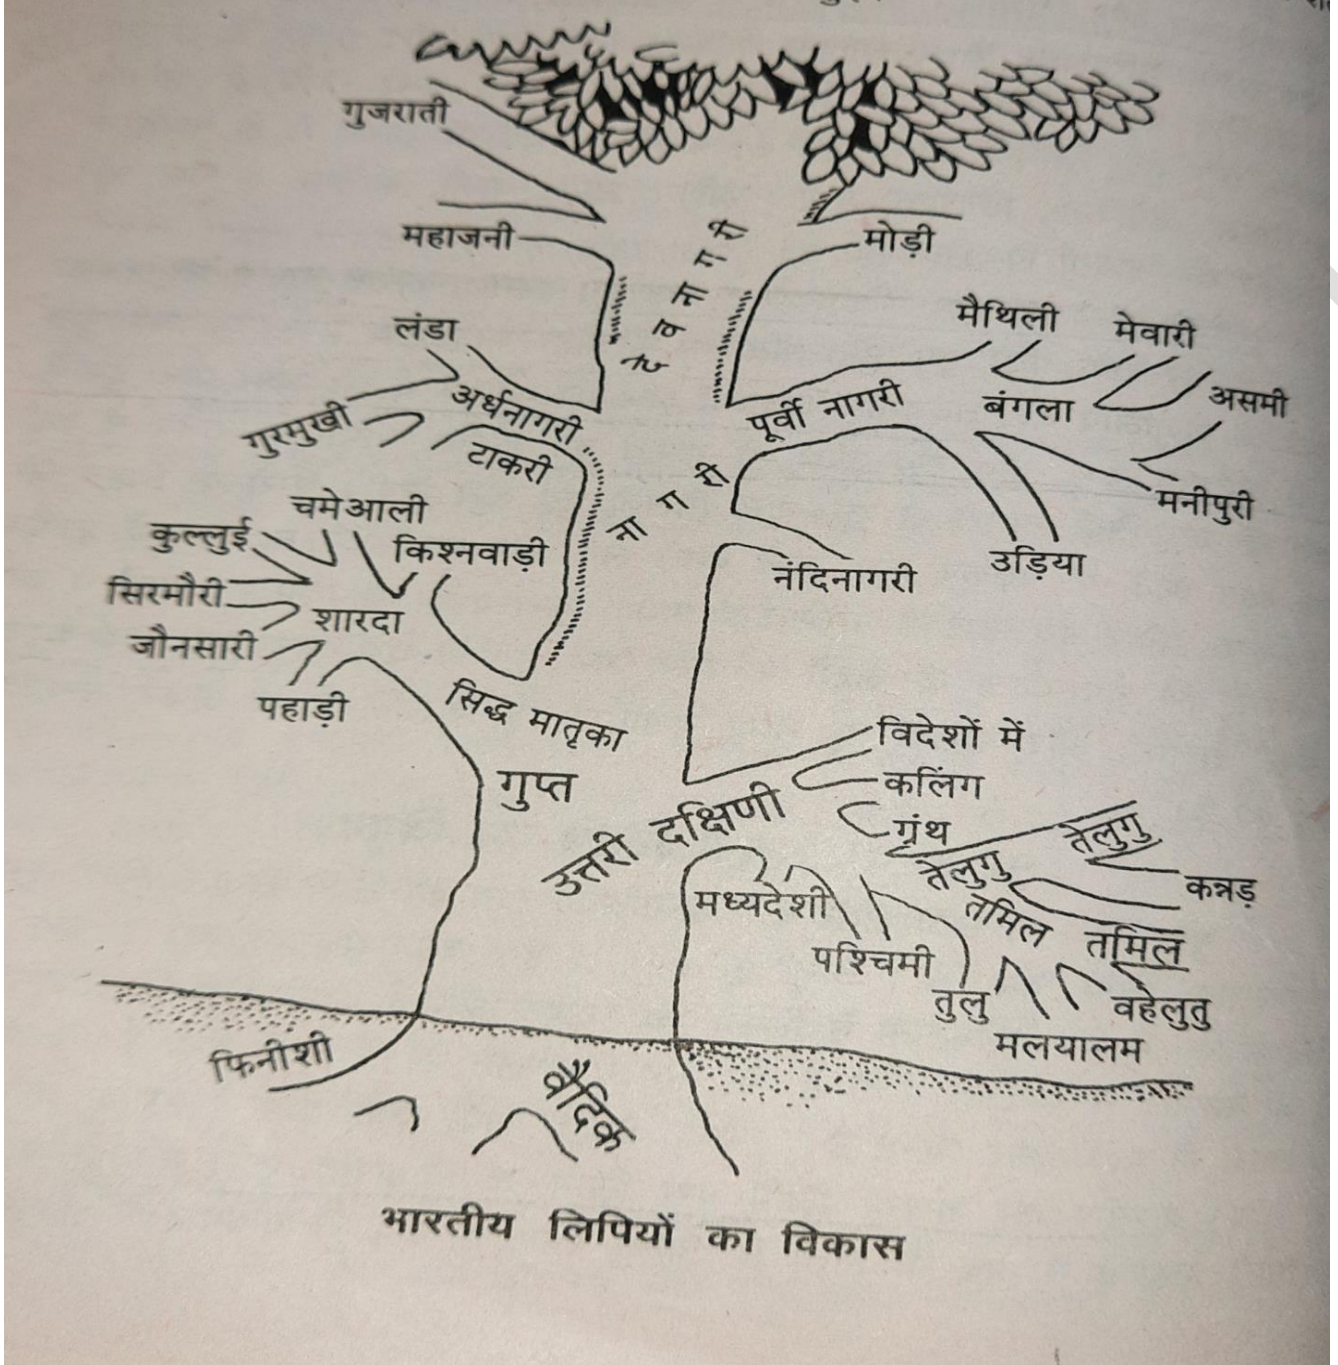 गुजराती
महाजनी
मोड़ी
देवनागरी
लंडा
मैथिली
मेवारी
अर्धनागरी
पूर्वी नागरी
बंगला
असमी
गुरमुखी
टाकरी
नागरी
मनीपुरी
चमेआली
कुल्लुई
किश्नवाड़ी
उड़िया
नंदिनागरी
सिरमौरी
शारदा
जौनसारी
पहाड़ी
सिद्ध मातृका
विदेशों में
गुप्त
कलिंग
उत्तरी दक्षिणी
ग्रंथ
तेलुगु
तेलुगु
कन्नड़
मध्यदेशी
तमिल
तमिल
पश्चिमी
तुलु
वहेलुतु
मलयालम
फिनीशी
वैदिक
भारतीय लिपियों का विकास